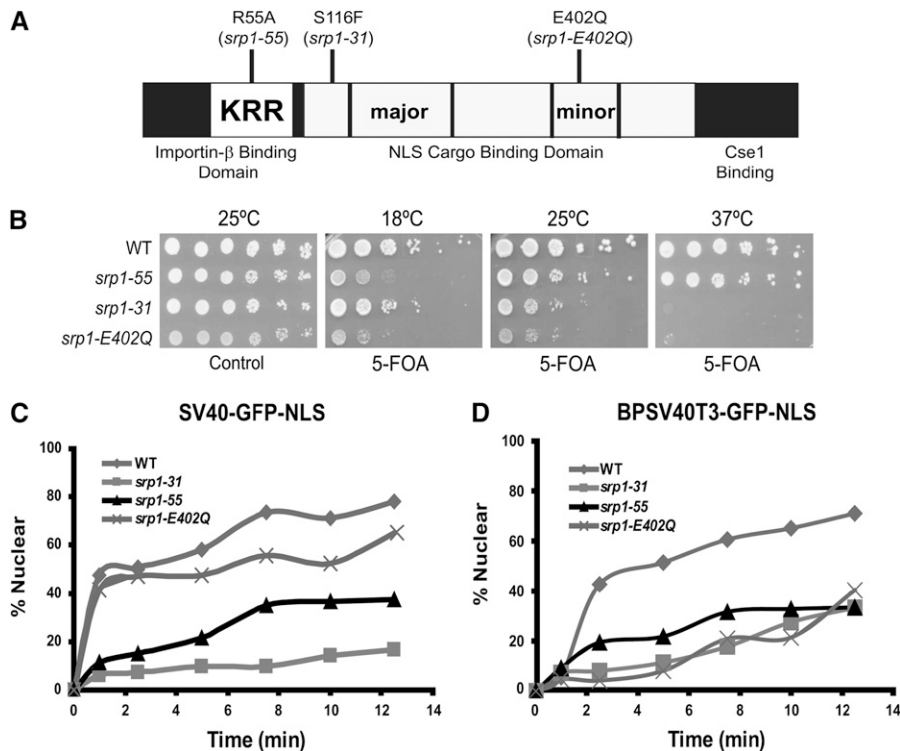 A
R55A
(srp1-55)
S116F
(srp1-31)
E402Q
(srp1-E402Q)
KRR
major
minor
Importin-β Binding
Domain
NLS Cargo Binding Domain
Cse1
Binding
B
25ºC
18ºC
25ºC
37ºC
WT
srp1-55
srp1-31
srp1-E402Q
Control
5-FOA
5-FOA
5-FOA
C
SV40-GFP-NLS
% Nuclear
100
80
60
40
20
0
WT
srp1-31
srp1-55
srp1-E402Q
0 2 4 6 8 10 12 14
Time (min)
D
BPSV40T3-GFP-NLS
% Nuclear
100
80
60
40
20
0
WT
srp1-31
srp1-55
srp1-E402Q
0 2 4 6 8 10 12 14
Time (min)